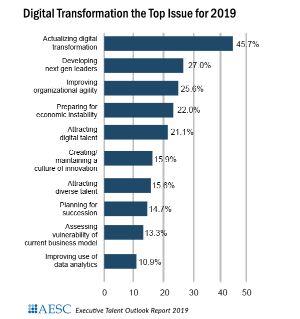 Digital Transformation the Top Issue for 2019
Actualizing digital
transformation
45.7%
Developing
next gen leaders
27.0%
Improving
organizational agility
25.6%
Preparing for
economic instability
22.0%
Attracting
digital talent
21.1%
Creating/
maintaining a
culture of innovation
15.9%
Attracting
diverse talent
15.6%
Planning for
succession
14.7%
Assessing
vulnerability of
current business model
13.3%
Improving use of
data analytics
10.9%
0 10 20 30 40 50
AESC Executive Talent Outlook Report 2019